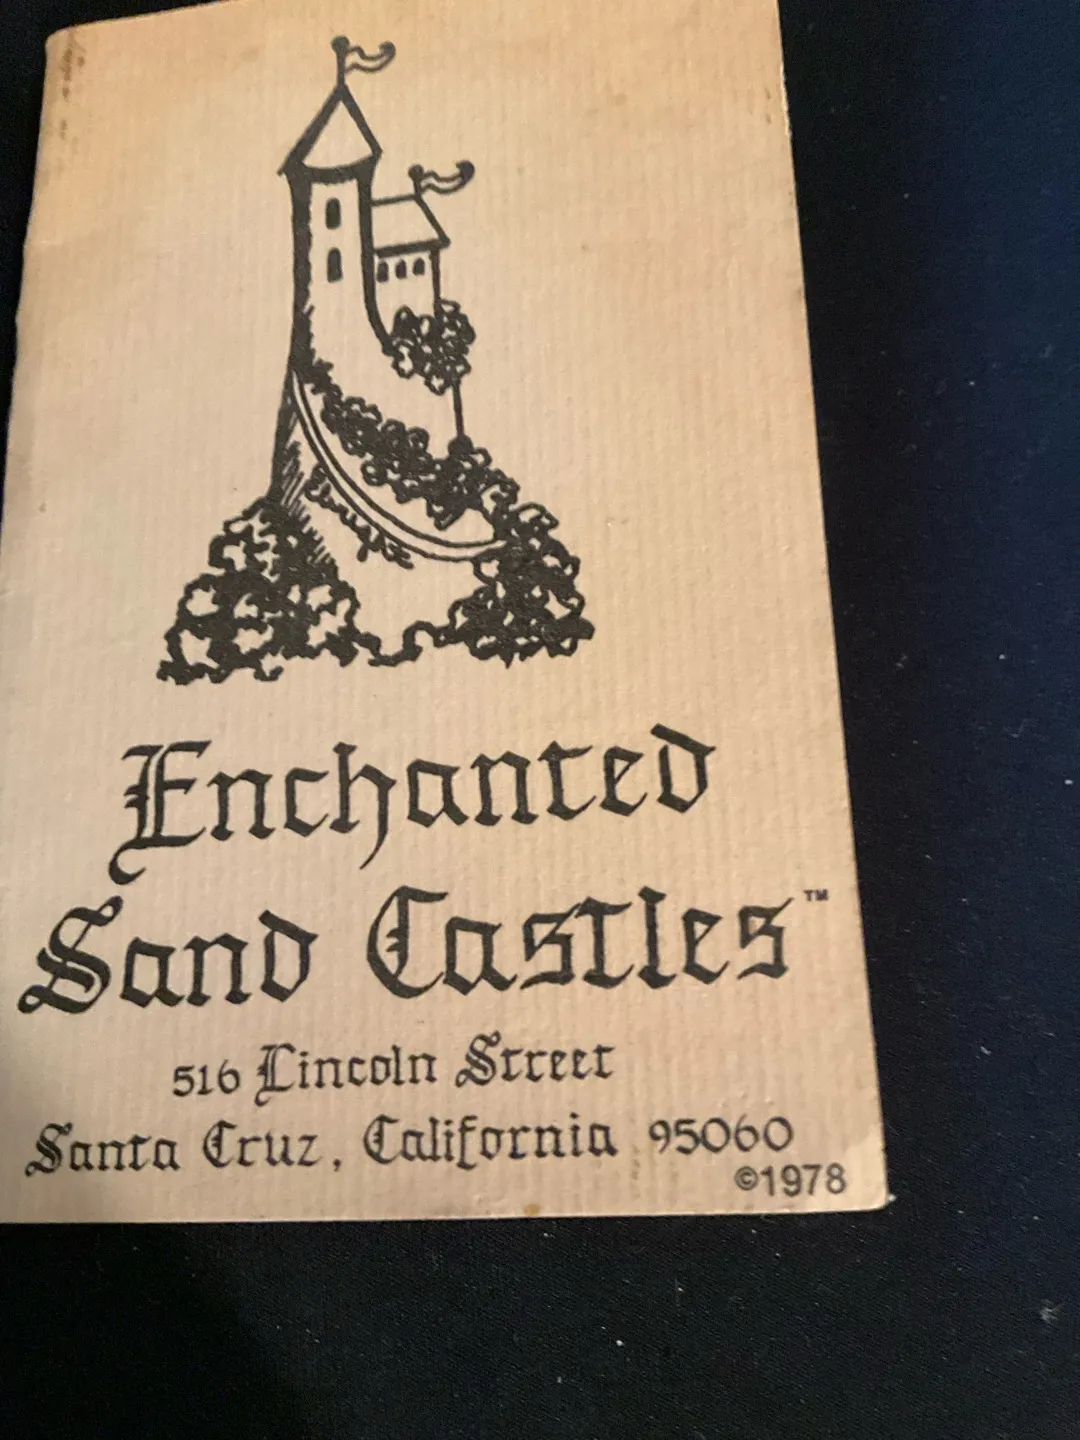 Enchanted
Sand Castles™
516 Lincoln Street
Santa Cruz, California 95060
©1978